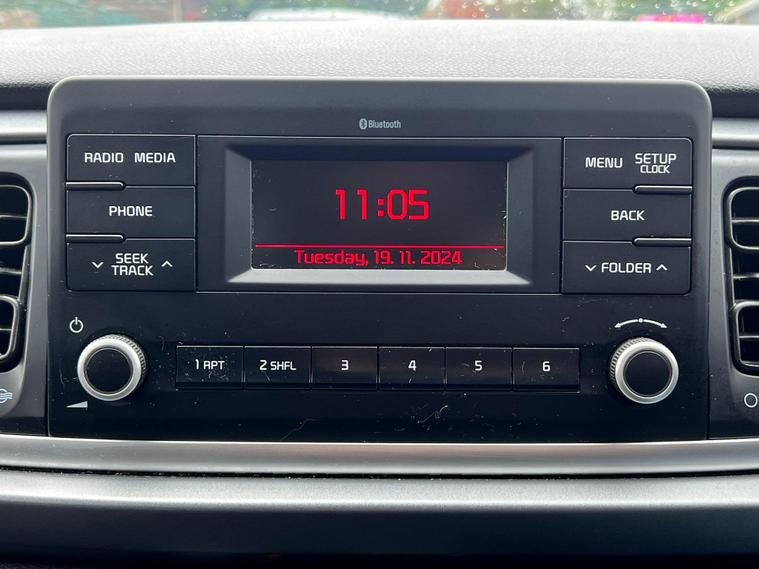 Bluetooth
RADIO MEDIA
PHONE
SEEK
TRACK
11:05
Tuesday, 19. 11. 2024
MENU SETUP
CLOCK
BACK
FOLDER
1 RPT
2 SHFL
3
4
5
6